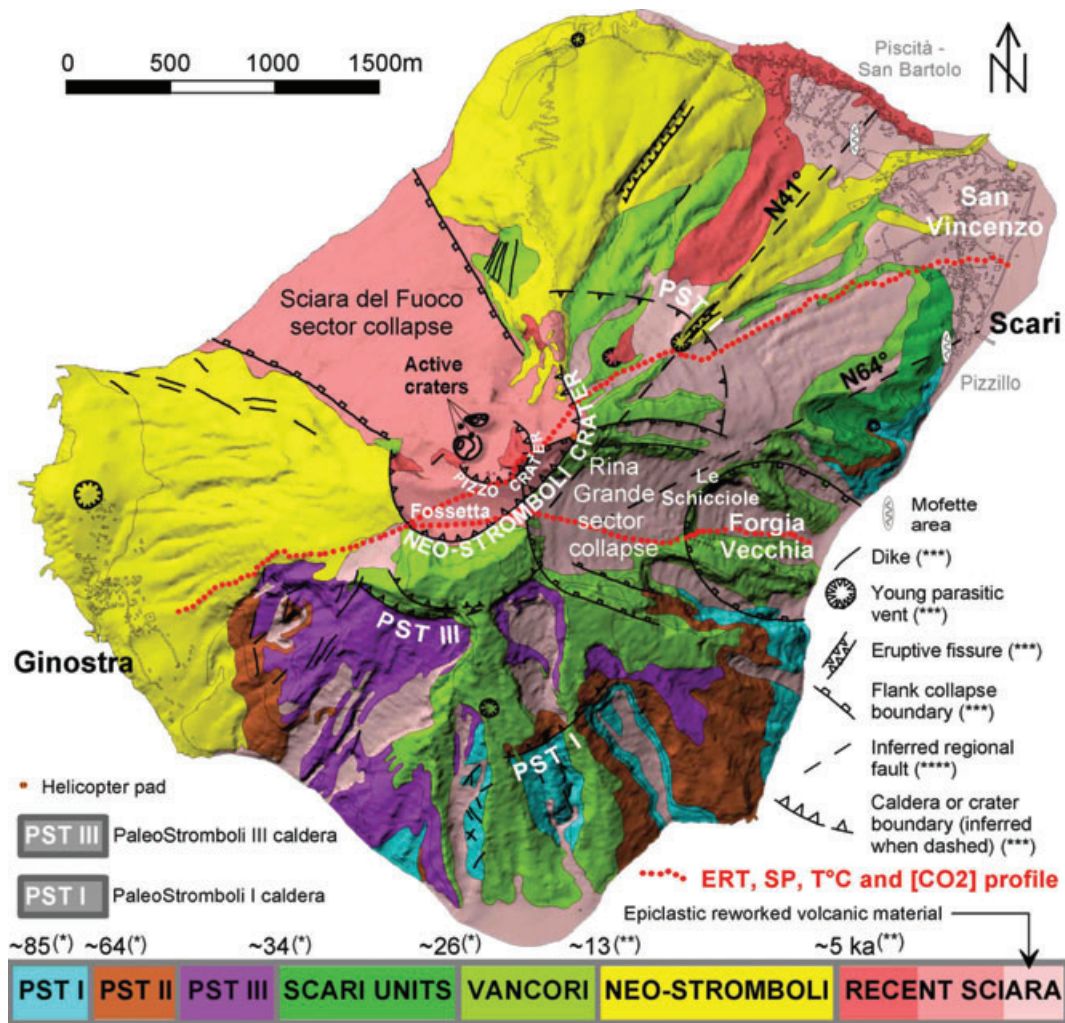 0 500 1000 1500m
Piscità -
San Bartolo
N
San
Vincenzo
N41°
PST I
Sciara del Fuoco
sector collapse
Scari
N64°
Pizzillo
Active
craters
NEO-STROMBOLI CRATER
PIZZO CRATER
Fossetta
Rina
Grande
sector
collapse
Le
Schicciole
Forgia
Vecchia
PST III
Ginostra
PST I
Mofette
area
Dike (***)
Young parasitic
vent (***)
Eruptive fissure (***)
Flank collapse
boundary (***)
Inferred regional
fault (****)
Caldera or crater
boundary (inferred
when dashed) (***)
Helicopter pad
PST III PaleoStromboli III caldera
PST I PaleoStromboli I caldera
ERT, SP, T°C and [CO2] profile
Epiclastic reworked volcanic material
~85(*) ~64(*) ~34(*) ~26(*) ~13(**) ~5 ka(**)
PST I PST II PST III SCARI UNITS VANCORI NEO-STROMBOLI RECENT SCIARA